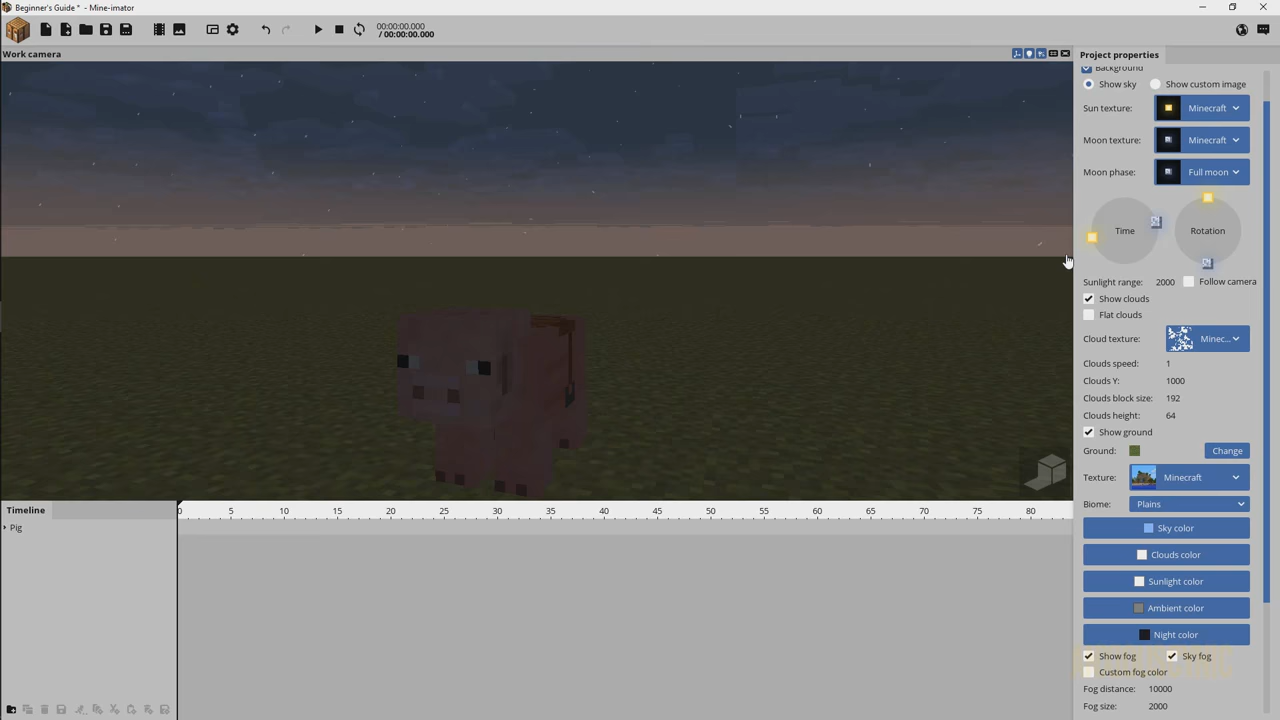 Beginner's Guide * - Mine-imator
00:00:00.000
/ 00:00:00.000
Work camera
Project properties
Background
Show sky
Show custom image
Sun texture:
Minecraft
Moon texture:
Minecraft
Moon phase:
Full moon
Time
Rotation
Sunlight range:
2000
Follow camera
Show clouds
Flat clouds
Cloud texture:
Minec...
Clouds speed:
1
Clouds Y:
1000
Clouds block size:
192
Clouds height:
64
Show ground
Ground:
Change
Texture:
Minecraft
Biome:
Plains
Sky color
Clouds color
Sunlight color
Ambient color
Night color
Show fog
Sky fog
Custom fog color
Fog distance:
10000
Fog size:
2000
Timeline
0 5 10 15 20 25 30 35 40 45 50 55 60 65 70 75 80
Pig